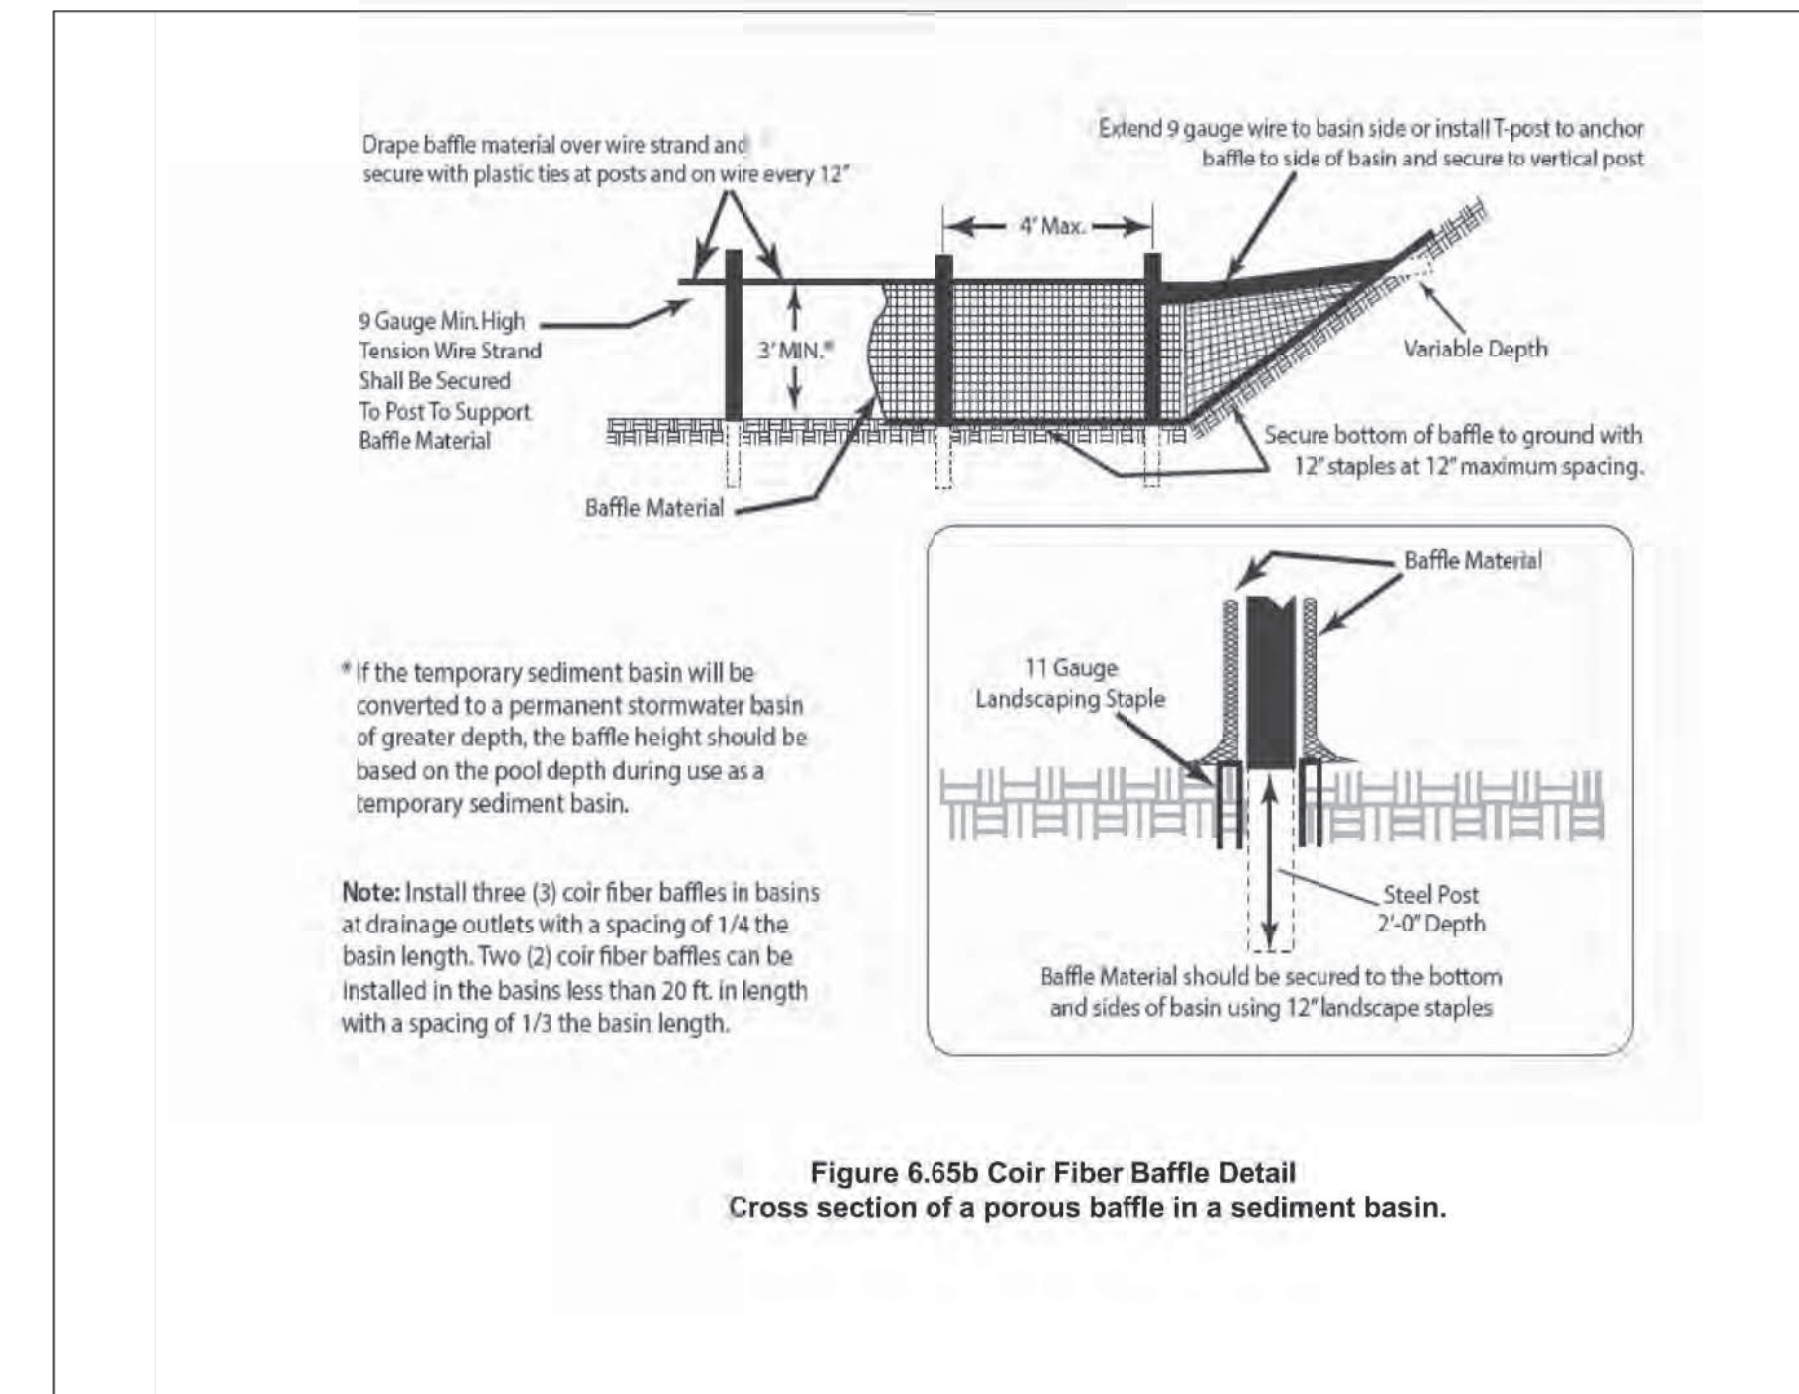 Drape baffle material over wire strand and
secure with plastic ties at posts and on wire every 12"
Extend 9 gauge wire to basin side or install T-post to anchor
baffle to side of basin and secure to vertical post
4' Max.
9 Gauge Min. High
Tension Wire Strand
Shall Be Secured
To Post To Support
Baffle Material
3' MIN.*
Variable Depth
Secure bottom of baffle to ground with
12" staples at 12" maximum spacing.
Baffle Material
Baffle Material
11 Gauge
Landscaping Staple
Steel Post
2'-0" Depth
Baffle Material should be secured to the bottom
and sides of basin using 12" landscape staples
* If the temporary sediment basin will be
converted to a permanent stormwater basin
of greater depth, the baffle height should be
based on the pool depth during use as a
temporary sediment basin.
Note: Install three (3) coir fiber baffles in basins
at drainage outlets with a spacing of 1/4 the
basin length. Two (2) coir fiber baffles can be
installed in the basins less than 20 ft. in length
with a spacing of 1/3 the basin length.
Figure 6.65b Coir Fiber Baffle Detail
Cross section of a porous baffle in a sediment basin.